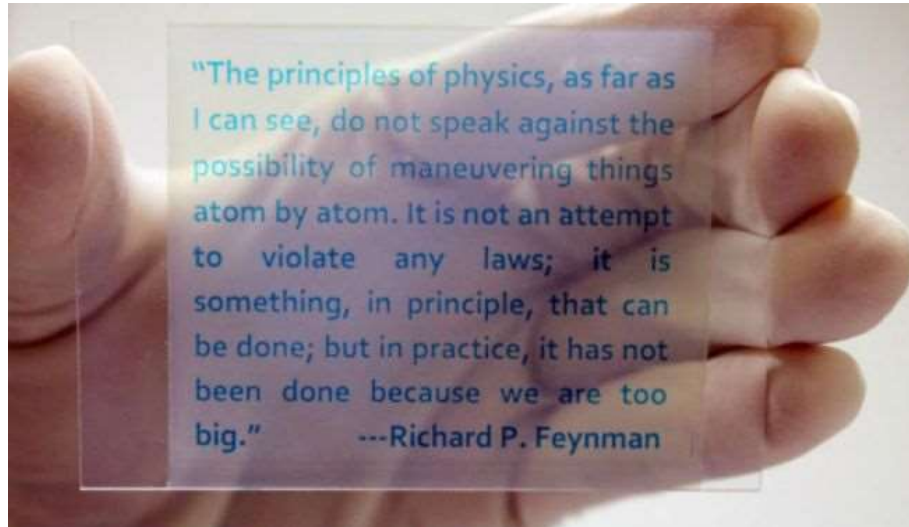 “The principles of physics, as far as
I can see, do not speak against the
possibility of maneuvering things
atom by atom. It is not an attempt
to violate any laws; it is
something, in principle, that can
be done; but in practice, it has not
been done because we are too
big.” ---Richard P. Feynman